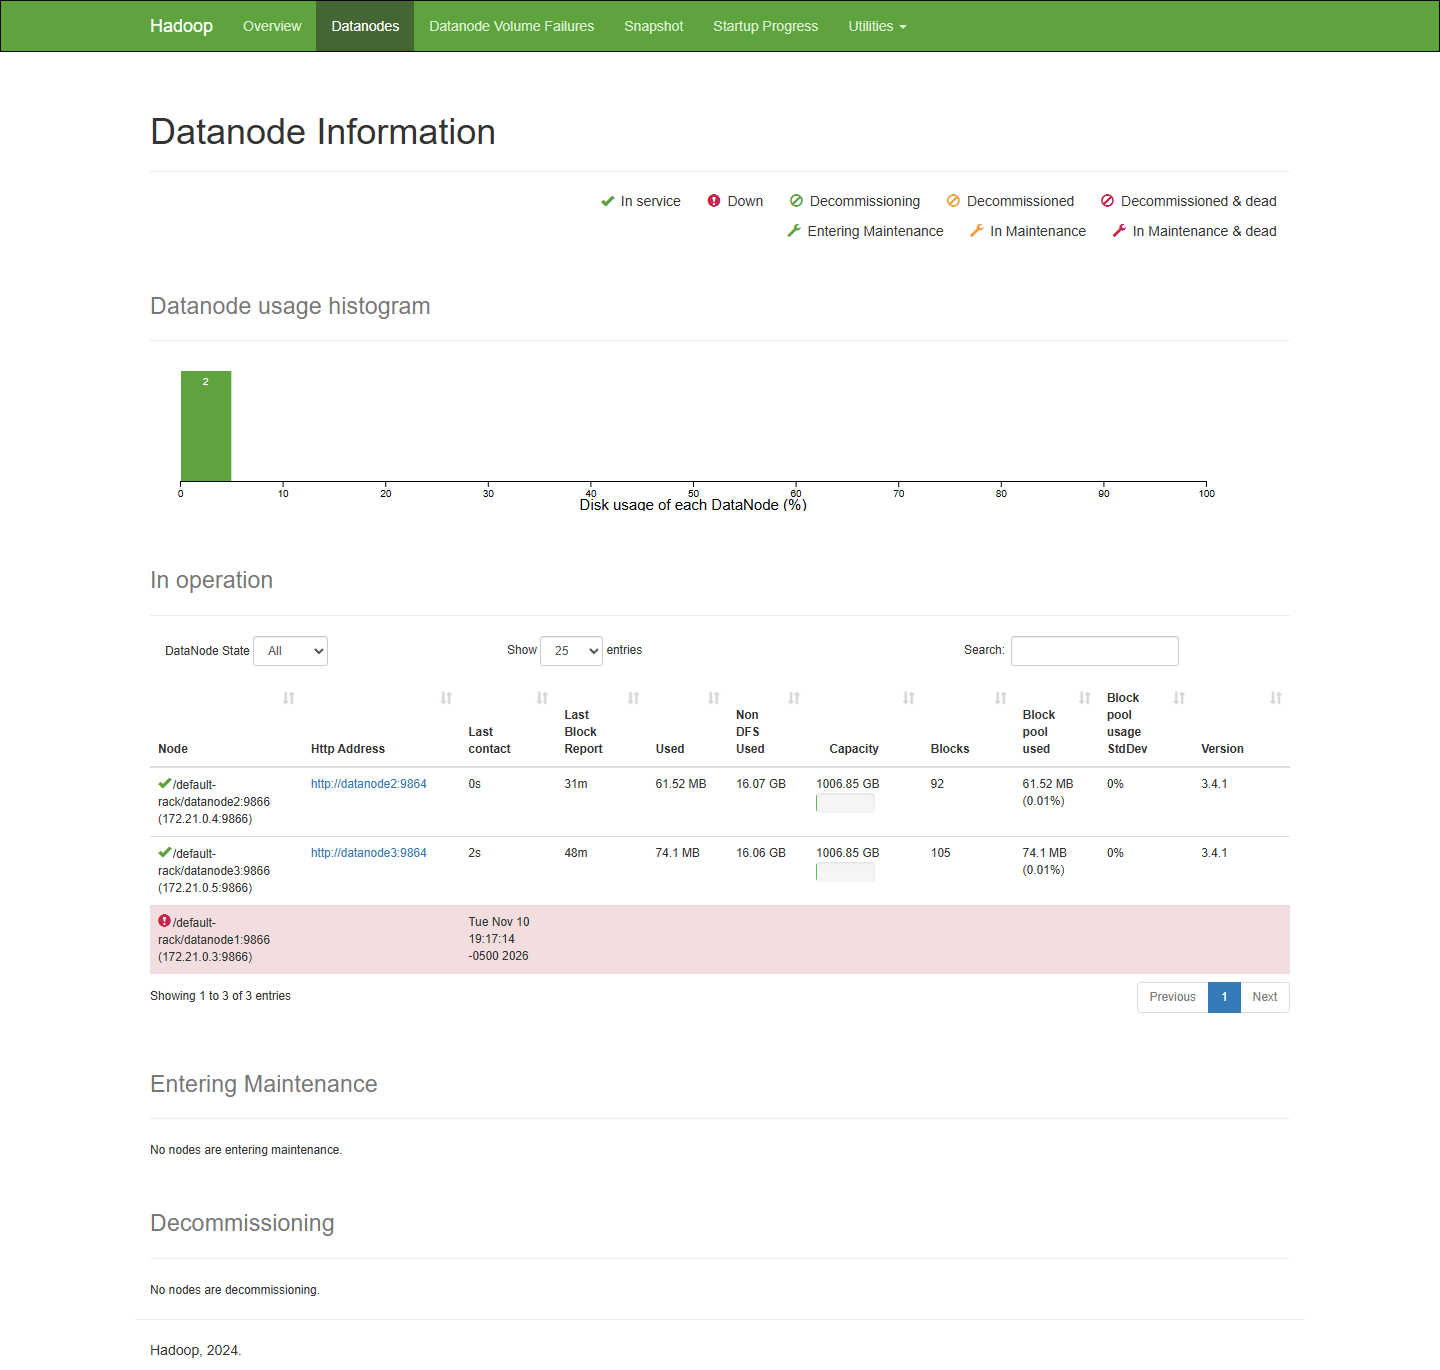 Hadoop Overview Datanodes Datanode Volume Failures Snapshot Startup Progress Utilities
Datanode Information
In service Down Decommissioning Decommissioned Decommissioned & dead
Entering Maintenance In Maintenance In Maintenance & dead
Datanode usage histogram
2
0 10 20 30 40 50 60 70 80 90 100
Disk usage of each DataNode (%)
In operation
DataNode State All Show 25 entries Search:
Node Http Address Last contact Last Block Report Used Non DFS Used Capacity Blocks Block pool used Block pool usage StdDev Version
/default- http://datanode2:9864 0s 31m 61.52 MB 16.07 GB 1006.85 GB 92 61.52 MB 0% 3.4.1
rack/datanode2:9866 (0.01%)
(172.21.0.4:9866)
/default- http://datanode3:9864 2s 48m 74.1 MB 16.06 GB 1006.85 GB 105 74.1 MB 0% 3.4.1
rack/datanode3:9866 (0.01%)
(172.21.0.5:9866)
/default- Tue Nov 10
rack/datanode1:9866 19:17:14
(172.21.0.3:9866) -0500 2026
Showing 1 to 3 of 3 entries Previous 1 Next
Entering Maintenance
No nodes are entering maintenance.
Decommissioning
No nodes are decommissioning.
Hadoop, 2024.